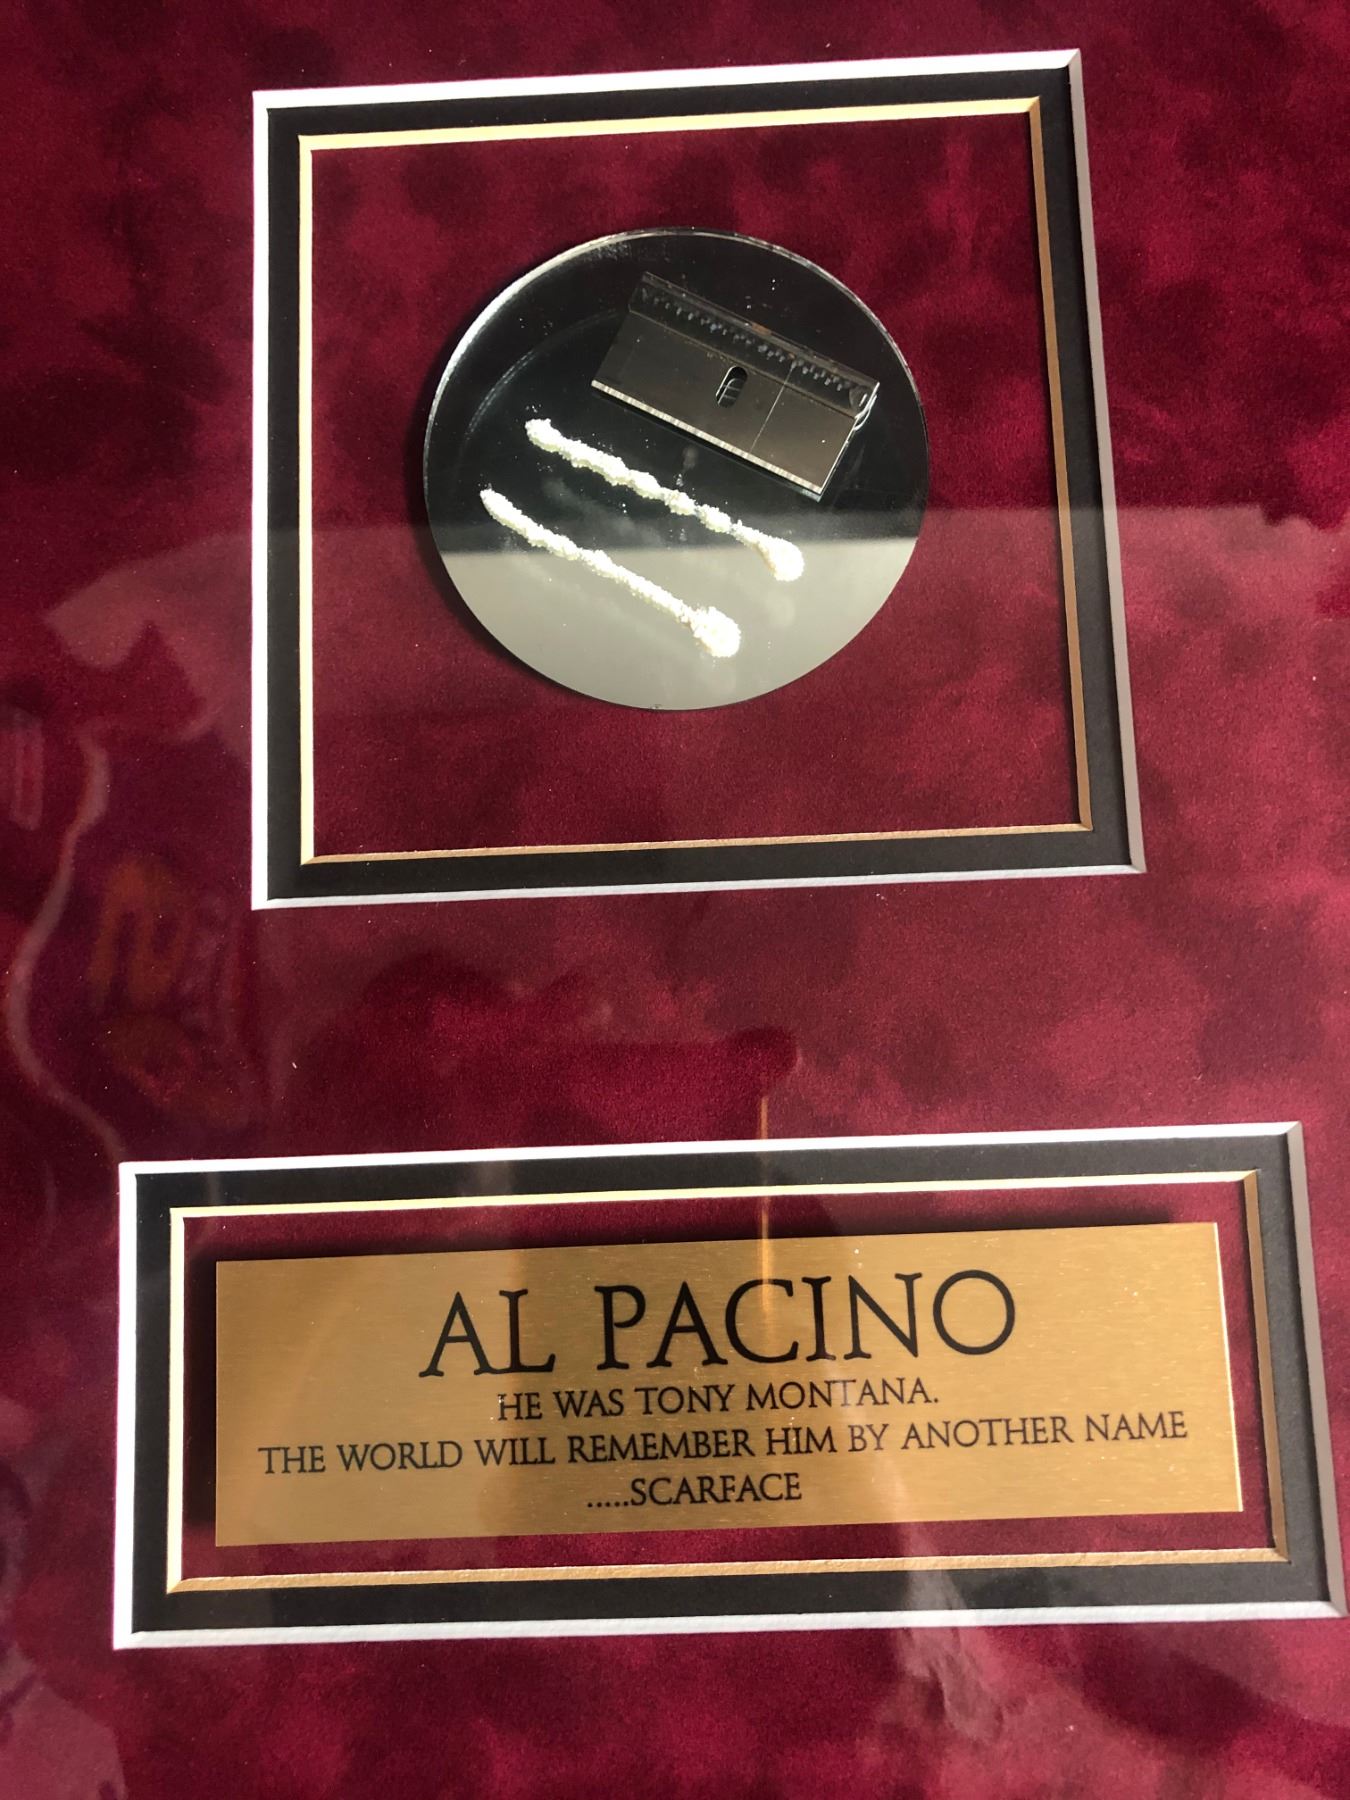 AL PACINO
HE WAS TONY MONTANA.
THE WORLD WILL REMEMBER HIM BY ANOTHER NAME
.....SCARFACE